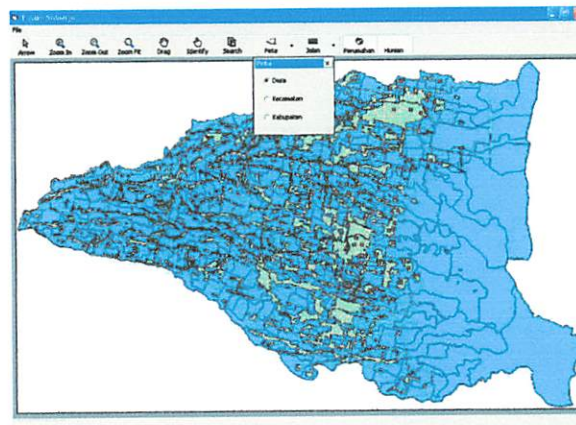 File
Arrow Zoom In Zoom Out Zoom Fit Drag Identify Search Peta Jalan Perumahan Hunian
Peta
Desa
Kecamatan
Kabupaten